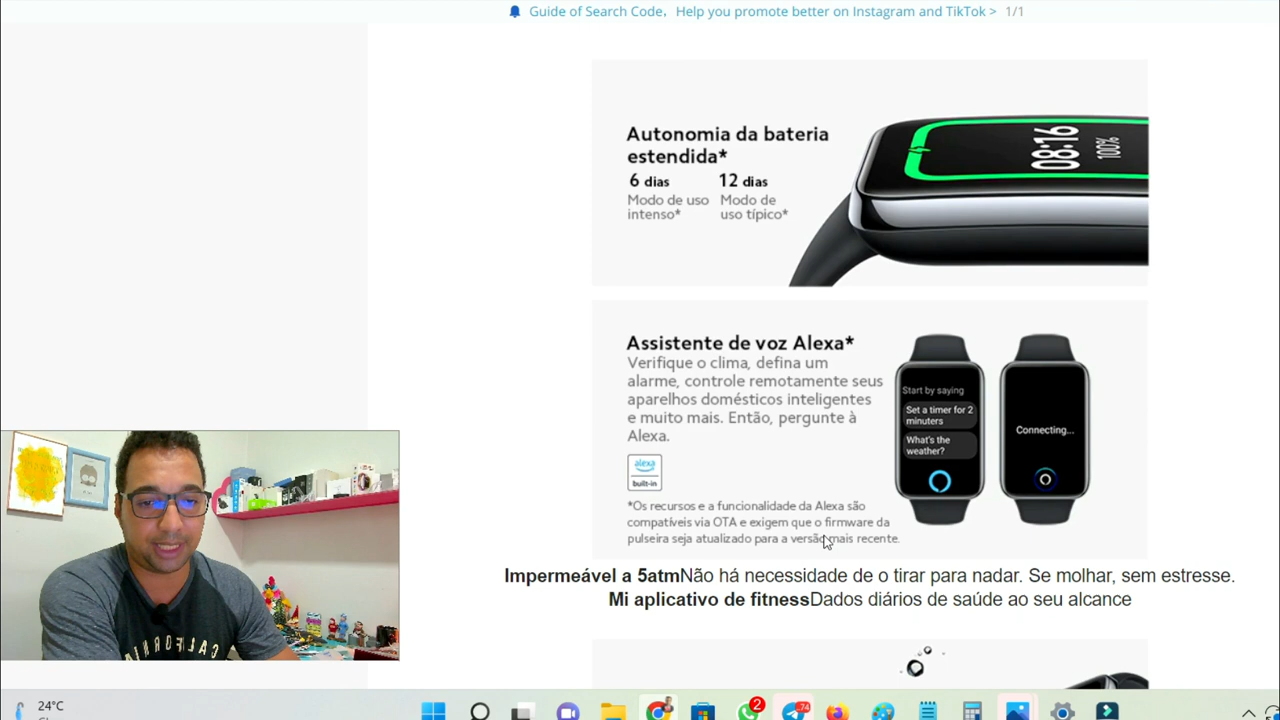 Guide of Search Code，Help you promote better on Instagram and TikTok > 1/1
Autonomia da bateria
estendida*
6 dias 12 dias
Modo de uso Modo de
intenso* uso típico*
08:16
100%
Assistente de voz Alexa*
Verifique o clima, defina um
alarme, controle remotamente seus
aparelhos domésticos inteligentes
e muito mais. Então, pergunte à
Alexa.
alexa
built-in
*Os recursos e a funcionalidade da Alexa são
compatíveis via OTA e exigem que o firmware da
pulseira seja atualizado para a versão mais recente.
Start by saying
Set a timer for 2
minuters
What's the
weather?
Connecting...
Impermeável a 5atmNão há necessidade de o tirar para nadar. Se molhar, sem estresse.
Mi aplicativo de fitnessDados diários de saúde ao seu alcance
CALIFORNIA
24°C
2
74